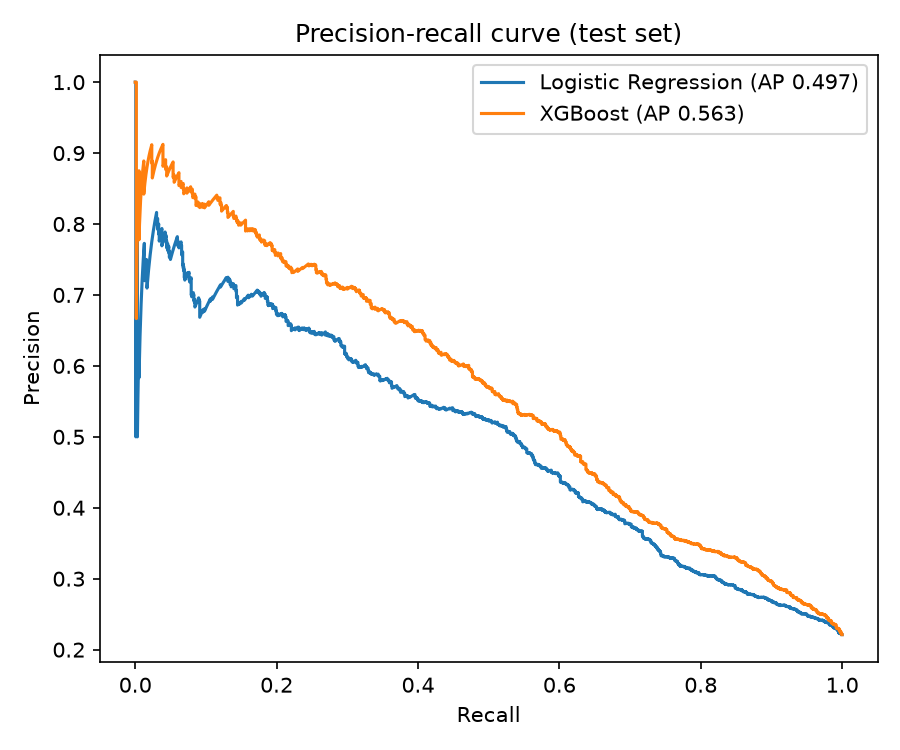 Precision-recall curve (test set)
Logistic Regression (AP 0.497)
XGBoost (AP 0.563)
Precision
1.0
0.9
0.8
0.7
0.6
0.5
0.4
0.3
0.2
0.0 0.2 0.4 0.6 0.8 1.0
Recall